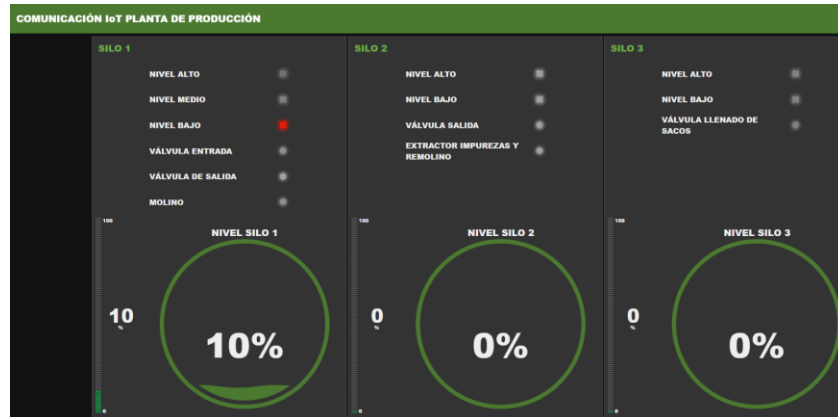 COMUNICACIÓN IoT PLANTA DE PRODUCCIÓN
SILO 1
NIVEL ALTO
NIVEL MEDIO
NIVEL BAJO
VÁLVULA ENTRADA
VÁLVULA DE SALIDA
MOLINO
100
NIVEL SILO 1
10
%
10%
0
SILO 2
NIVEL ALTO
NIVEL BAJO
VÁLVULA SALIDA
EXTRACTOR IMPUREZAS Y
REMOLINO
100
NIVEL SILO 2
0
%
0%
0
SILO 3
NIVEL ALTO
NIVEL BAJO
VÁLVULA LLENADO DE
SACOS
100
NIVEL SILO 3
0
%
0%
0